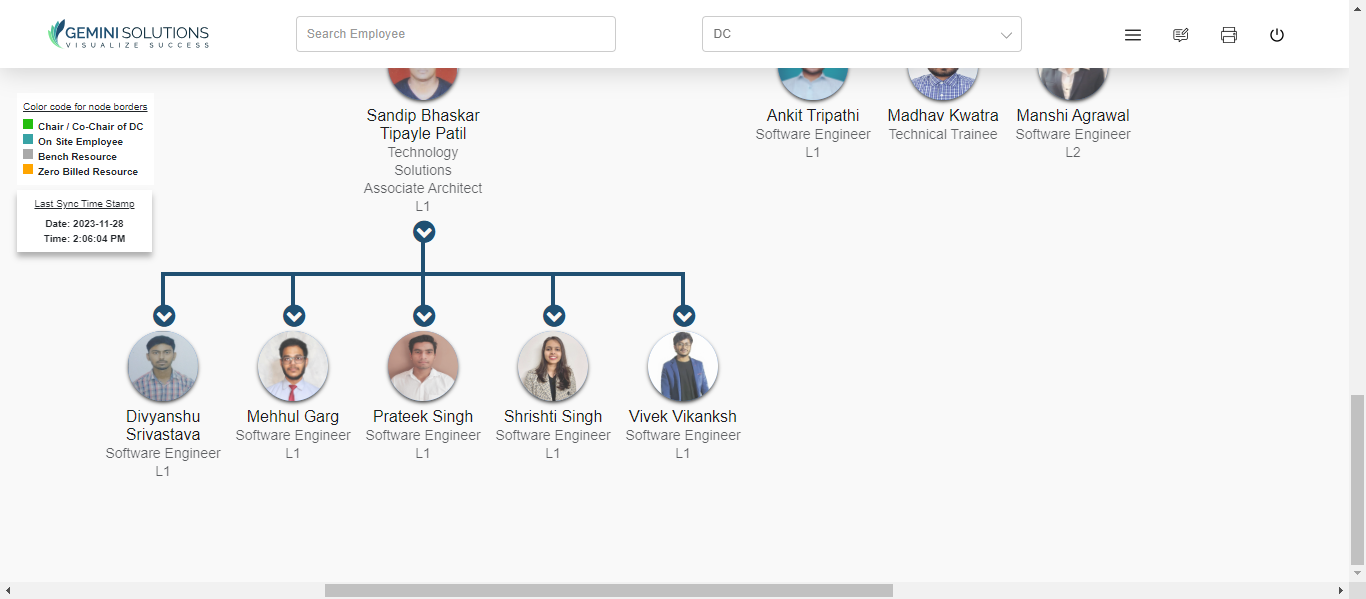 GEMINI SOLUTIONS
VISUALIZE SUCCESS
Search Employee
DC
Color code for node borders
Chair / Co-Chair of DC
On Site Employee
Bench Resource
Zero Billed Resource
Last Sync Time Stamp
Date: 2023-11-28
Time: 2:06:04 PM
Sandip Bhaskar
Tipayle Patil
Technology
Solutions
Associate Architect
L1
Ankit Tripathi
Software Engineer
L1
Madhav Kwatra
Technical Trainee
Manshi Agrawal
Software Engineer
L2
Divyanshu
Srivastava
Software Engineer
L1
Mehhul Garg
Software Engineer
L1
Prateek Singh
Software Engineer
L1
Shrishti Singh
Software Engineer
L1
Vivek Vikanksh
Software Engineer
L1